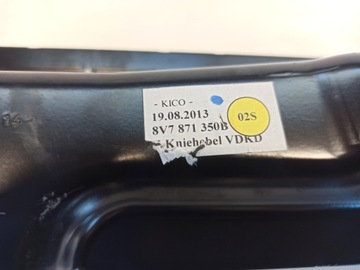 - KICO -
19.08.2013
8V7 871 350B
02S
Kniehebel VDKD